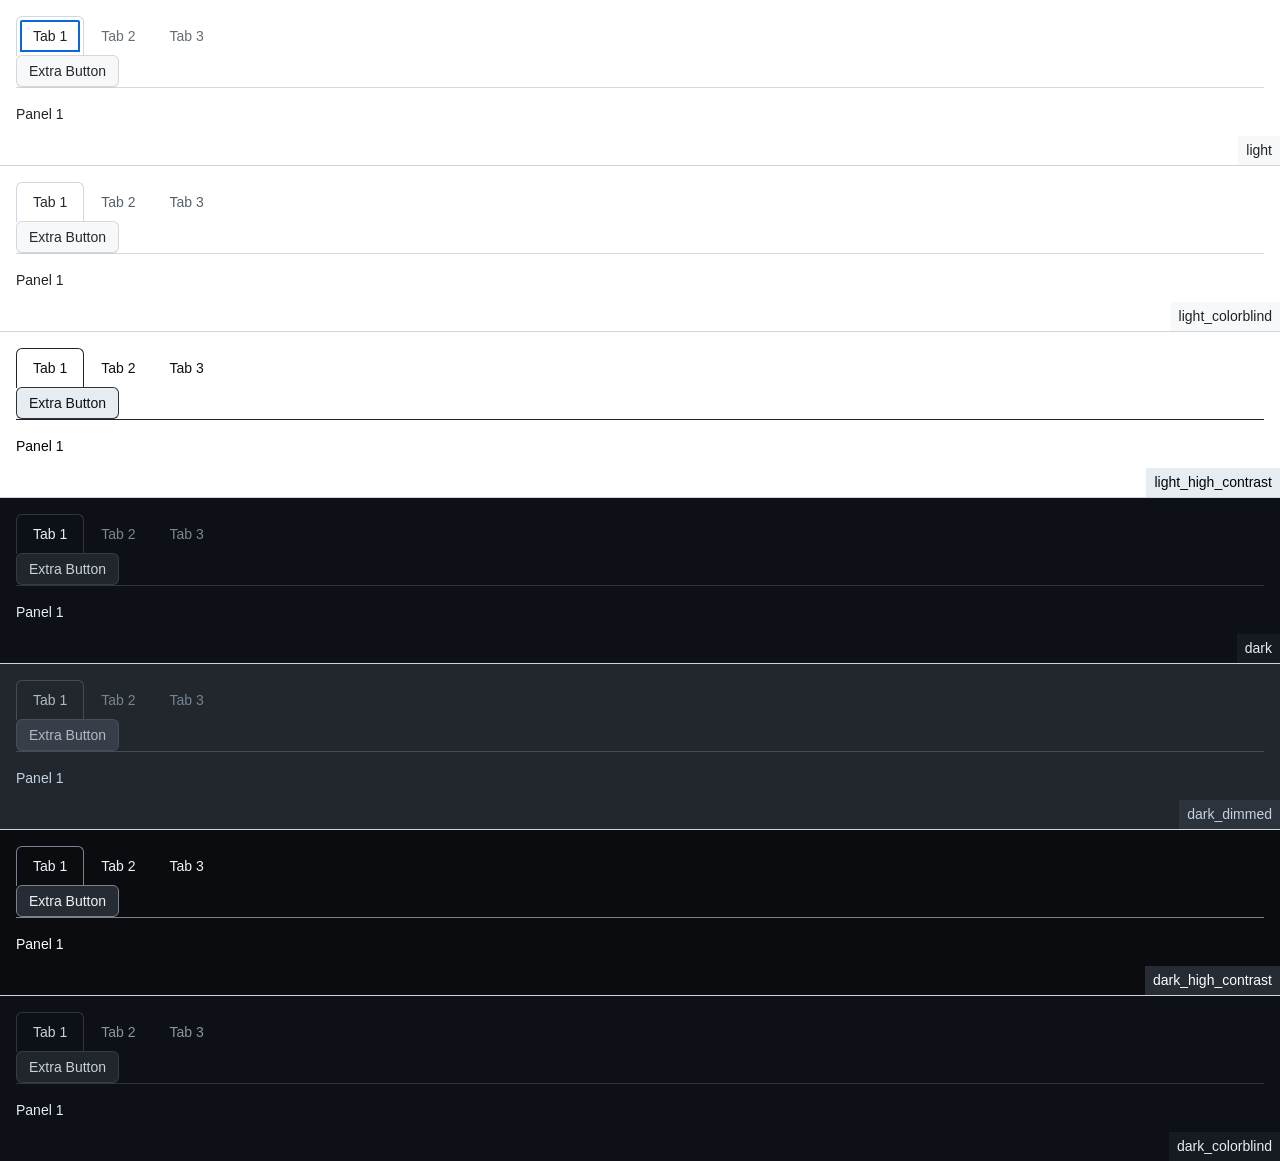 Tab 1 Tab 2 Tab 3
Extra Button
Panel 1
light
Tab 1 Tab 2 Tab 3
Extra Button
Panel 1
light_colorblind
Tab 1 Tab 2 Tab 3
Extra Button
Panel 1
light_high_contrast
Tab 1 Tab 2 Tab 3
Extra Button
Panel 1
dark
Tab 1 Tab 2 Tab 3
Extra Button
Panel 1
dark_dimmed
Tab 1 Tab 2 Tab 3
Extra Button
Panel 1
dark_high_contrast
Tab 1 Tab 2 Tab 3
Extra Button
Panel 1
dark_colorblind